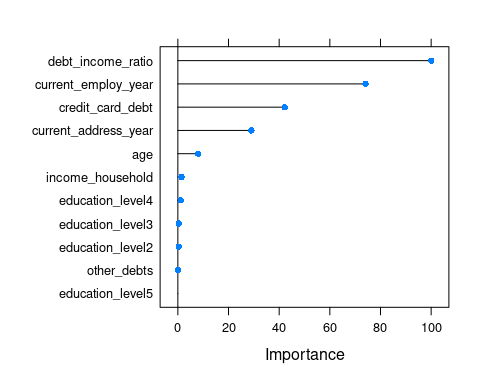 debt_income_ratio
current_employ_year
credit_card_debt
current_address_year
age
income_household
education_level4
education_level3
education_level2
other_debts
education_level5
0 20 40 60 80 100
Importance